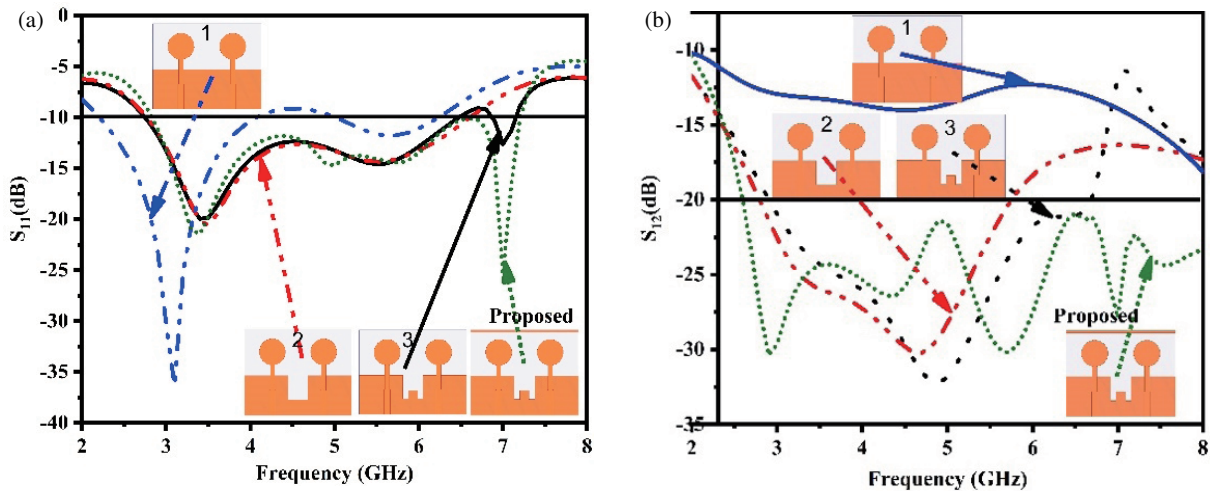 (a)
0
-5
-10
-15
-20
-25
-30
-35
-40
S11(dB)
1
2
3
Proposed
2 3 4 5 6 7 8
Frequency (GHz)
(b)
-10
-15
-20
-25
-30
-35
S12(dB)
1
2
3
Proposed
2 3 4 5 6 7 8
Frequency (GHz)